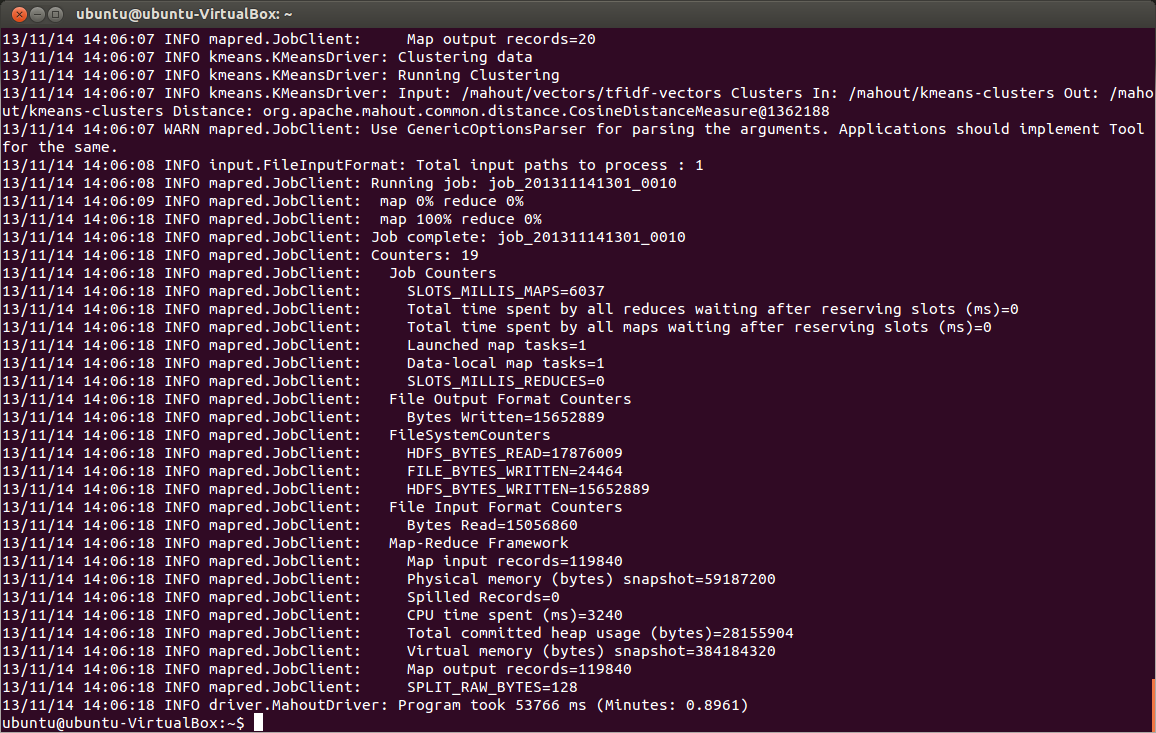 ubuntu@ubuntu-VirtualBox: ~
13/11/14 14:06:07 INFO mapred.JobClient:     Map output records=20
13/11/14 14:06:07 INFO kmeans.KMeansDriver: Clustering data
13/11/14 14:06:07 INFO kmeans.KMeansDriver: Running Clustering
13/11/14 14:06:07 INFO kmeans.KMeansDriver: Input: /mahout/vectors/tfidf-vectors Clusters In: /mahout/kmeans-clusters Out: /maho
ut/kmeans-clusters Distance: org.apache.mahout.common.distance.CosineDistanceMeasure@1362188
13/11/14 14:06:07 WARN mapred.JobClient: Use GenericOptionsParser for parsing the arguments. Applications should implement Tool
for the same.
13/11/14 14:06:08 INFO input.FileInputFormat: Total input paths to process : 1
13/11/14 14:06:08 INFO mapred.JobClient: Running job: job_201311141301_0010
13/11/14 14:06:09 INFO mapred.JobClient:  map 0% reduce 0%
13/11/14 14:06:18 INFO mapred.JobClient:  map 100% reduce 0%
13/11/14 14:06:18 INFO mapred.JobClient: Job complete: job_201311141301_0010
13/11/14 14:06:18 INFO mapred.JobClient: Counters: 19
13/11/14 14:06:18 INFO mapred.JobClient:   Job Counters
13/11/14 14:06:18 INFO mapred.JobClient:     SLOTS_MILLIS_MAPS=6037
13/11/14 14:06:18 INFO mapred.JobClient:     Total time spent by all reduces waiting after reserving slots (ms)=0
13/11/14 14:06:18 INFO mapred.JobClient:     Total time spent by all maps waiting after reserving slots (ms)=0
13/11/14 14:06:18 INFO mapred.JobClient:     Launched map tasks=1
13/11/14 14:06:18 INFO mapred.JobClient:     Data-local map tasks=1
13/11/14 14:06:18 INFO mapred.JobClient:     SLOTS_MILLIS_REDUCES=0
13/11/14 14:06:18 INFO mapred.JobClient:   File Output Format Counters
13/11/14 14:06:18 INFO mapred.JobClient:     Bytes Written=15652889
13/11/14 14:06:18 INFO mapred.JobClient:   FileSystemCounters
13/11/14 14:06:18 INFO mapred.JobClient:     HDFS_BYTES_READ=17876009
13/11/14 14:06:18 INFO mapred.JobClient:     FILE_BYTES_WRITTEN=24464
13/11/14 14:06:18 INFO mapred.JobClient:     HDFS_BYTES_WRITTEN=15652889
13/11/14 14:06:18 INFO mapred.JobClient:   File Input Format Counters
13/11/14 14:06:18 INFO mapred.JobClient:     Bytes Read=15056860
13/11/14 14:06:18 INFO mapred.JobClient:   Map-Reduce Framework
13/11/14 14:06:18 INFO mapred.JobClient:     Map input records=119840
13/11/14 14:06:18 INFO mapred.JobClient:     Physical memory (bytes) snapshot=59187200
13/11/14 14:06:18 INFO mapred.JobClient:     Spilled Records=0
13/11/14 14:06:18 INFO mapred.JobClient:     CPU time spent (ms)=3240
13/11/14 14:06:18 INFO mapred.JobClient:     Total committed heap usage (bytes)=28155904
13/11/14 14:06:18 INFO mapred.JobClient:     Virtual memory (bytes) snapshot=384184320
13/11/14 14:06:18 INFO mapred.JobClient:     Map output records=119840
13/11/14 14:06:18 INFO mapred.JobClient:     SPLIT_RAW_BYTES=128
13/11/14 14:06:18 INFO driver.MahoutDriver: Program took 53766 ms (Minutes: 0.8961)
ubuntu@ubuntu-VirtualBox:~$